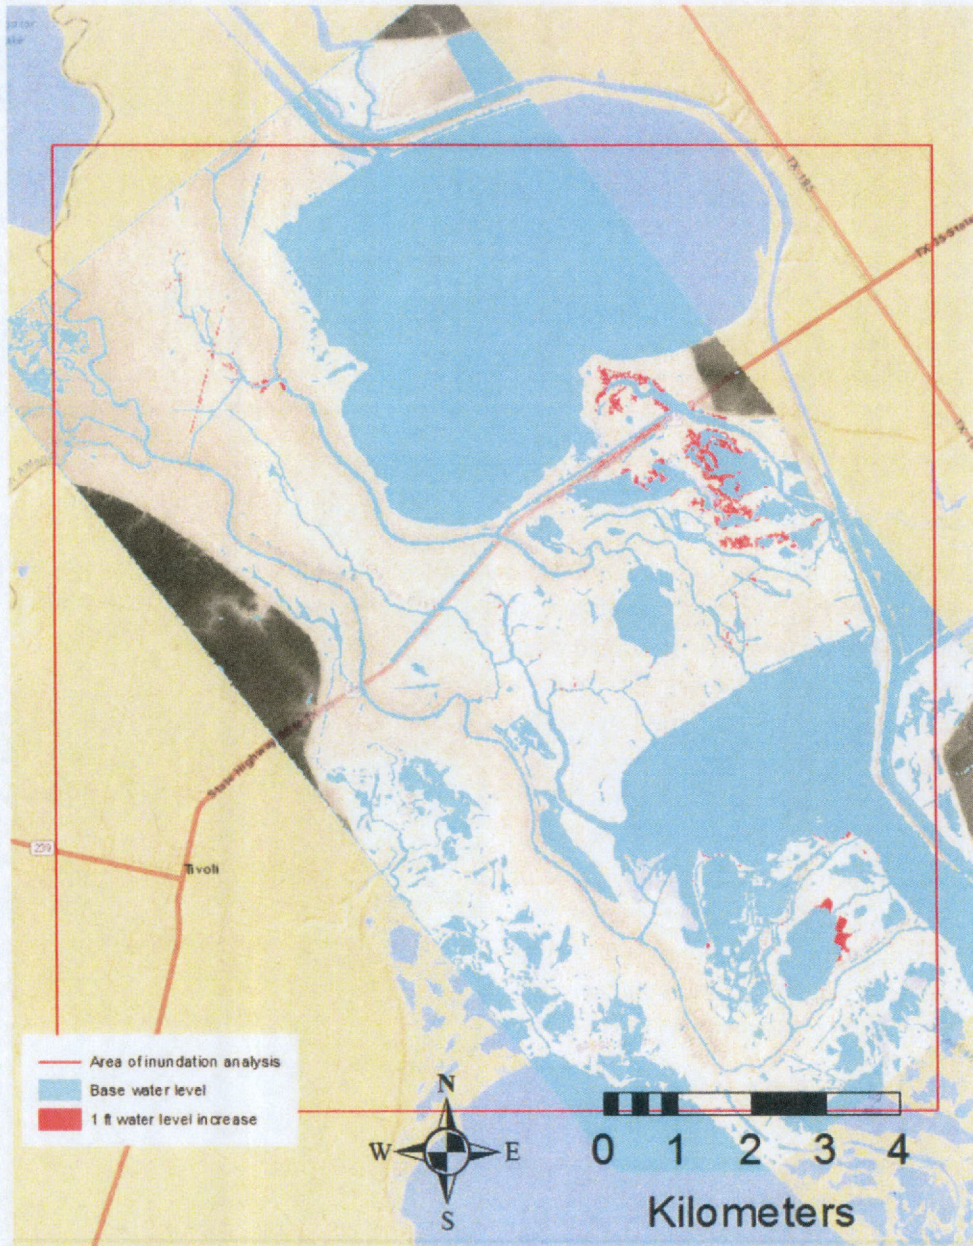 TX-185
TX-35-State
State Highway
239
Tivoli
Area of inundation analysis
Base water level
1 ft water level increase
N
W
E
S
0 1 2 3 4
Kilometers